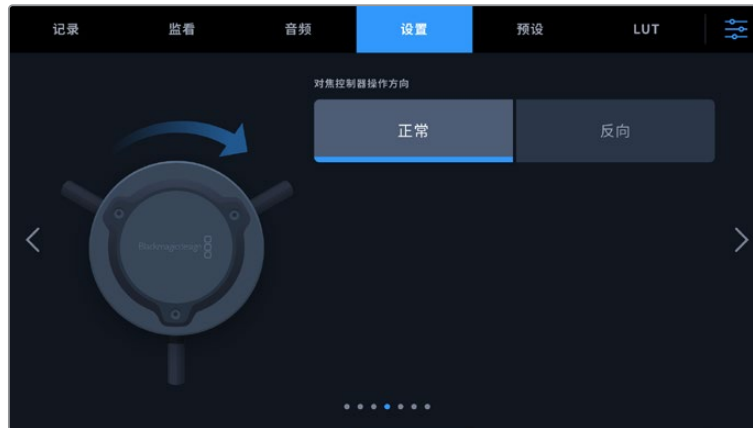 记录 监看 音频 设置 预设 LUT
对焦控制器操作方向
正常 反向
Blackmagicdesign